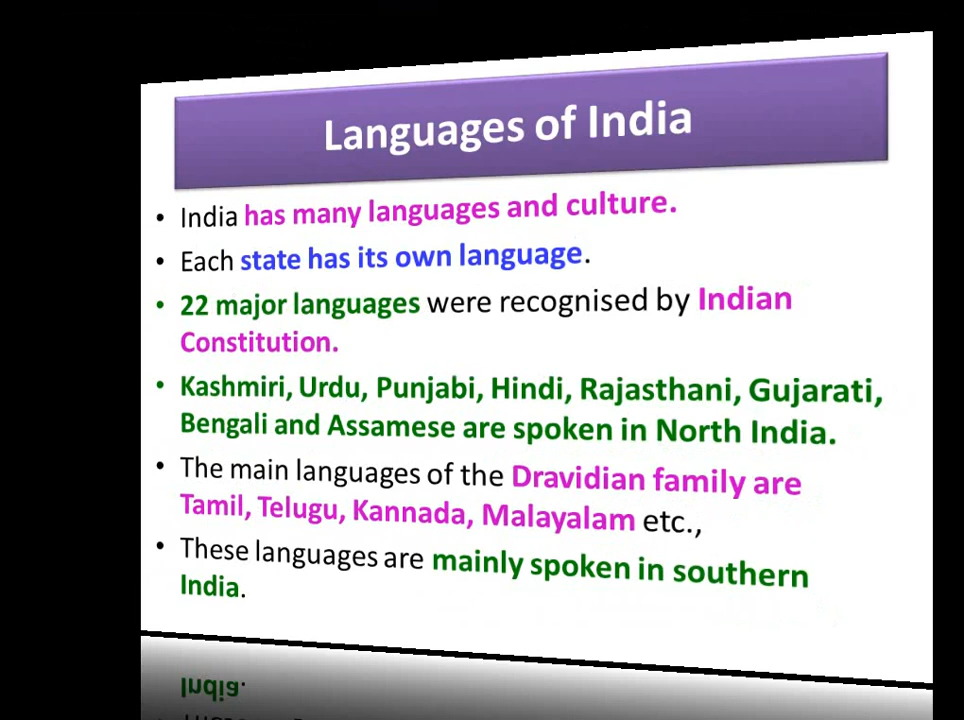 Languages of India
• India has many languages and culture.
• Each state has its own language.
• 22 major languages were recognised by Indian
Constitution.
• Kashmiri, Urdu, Punjabi, Hindi, Rajasthani, Gujarati,
Bengali and Assamese are spoken in North India.
• The main languages of the Dravidian family are
Tamil, Telugu, Kannada, Malayalam etc.,
• These languages are mainly spoken in southern
India.
India.